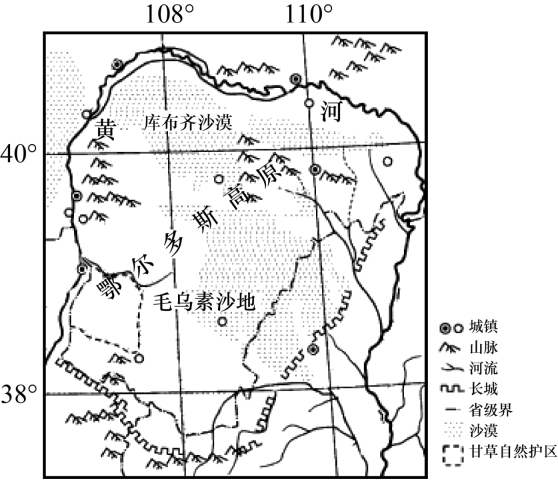 108° 110°
黄
河
库布齐沙漠
40°
鄂尔多斯高原
毛乌素沙地
38°
城镇
山脉
河流
长城
省级界
沙漠
甘草自然护区